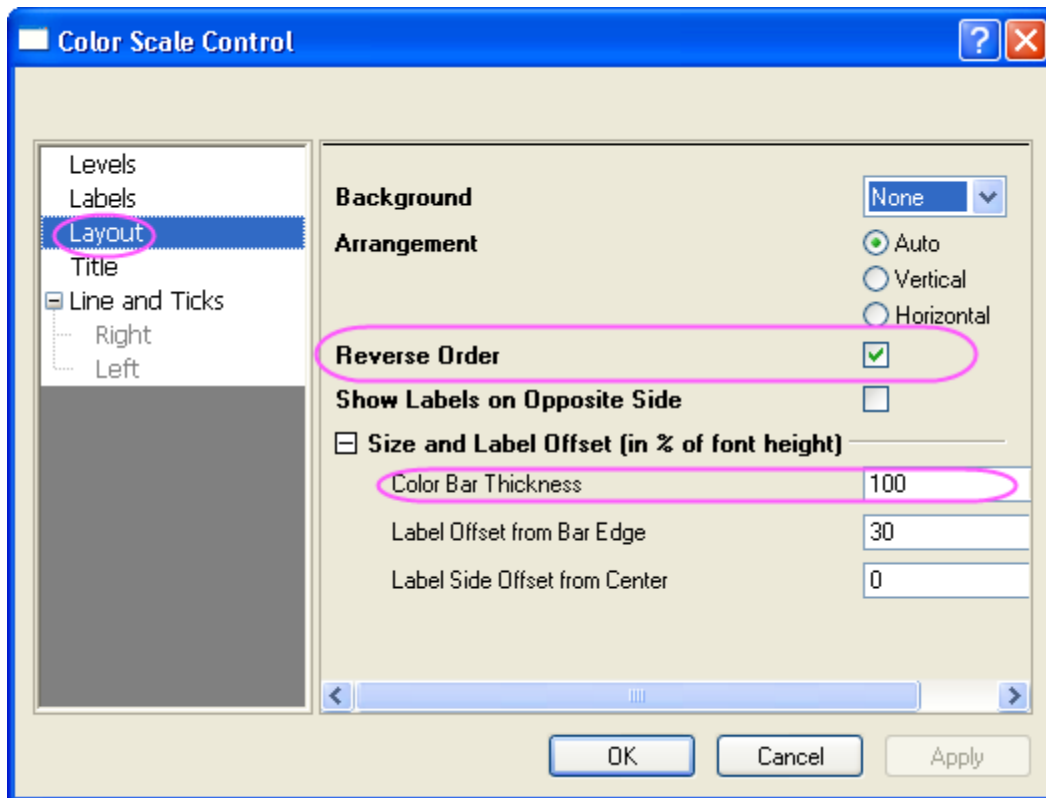 Color Scale Control
Levels
Labels
Layout
Title
Line and Ticks
Right
Left
Background
None
Arrangement
Auto
Vertical
Horizontal
Reverse Order
Show Labels on Opposite Side
Size and Label Offset (in % of font height)
Color Bar Thickness
100
Label Offset from Bar Edge
30
Label Side Offset from Center
0
OK
Cancel
Apply